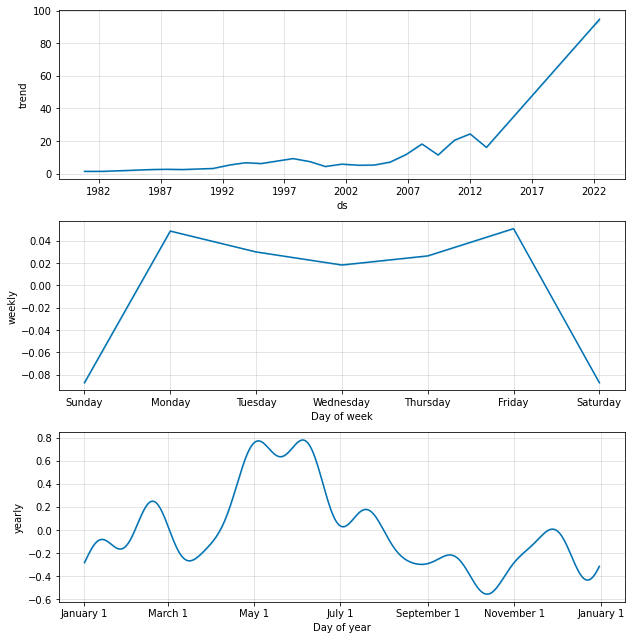 100
80
60
40
20
0
trend
1982 1987 1992 1997 2002 2007 2012 2017 2022
ds
0.04
0.02
0.00
−0.02
−0.04
−0.06
−0.08
weekly
Sunday Monday Tuesday Wednesday Thursday Friday Saturday
Day of week
0.8
0.6
0.4
0.2
0.0
−0.2
−0.4
−0.6
yearly
January 1 March 1 May 1 July 1 September 1 November 1 January 1
Day of year